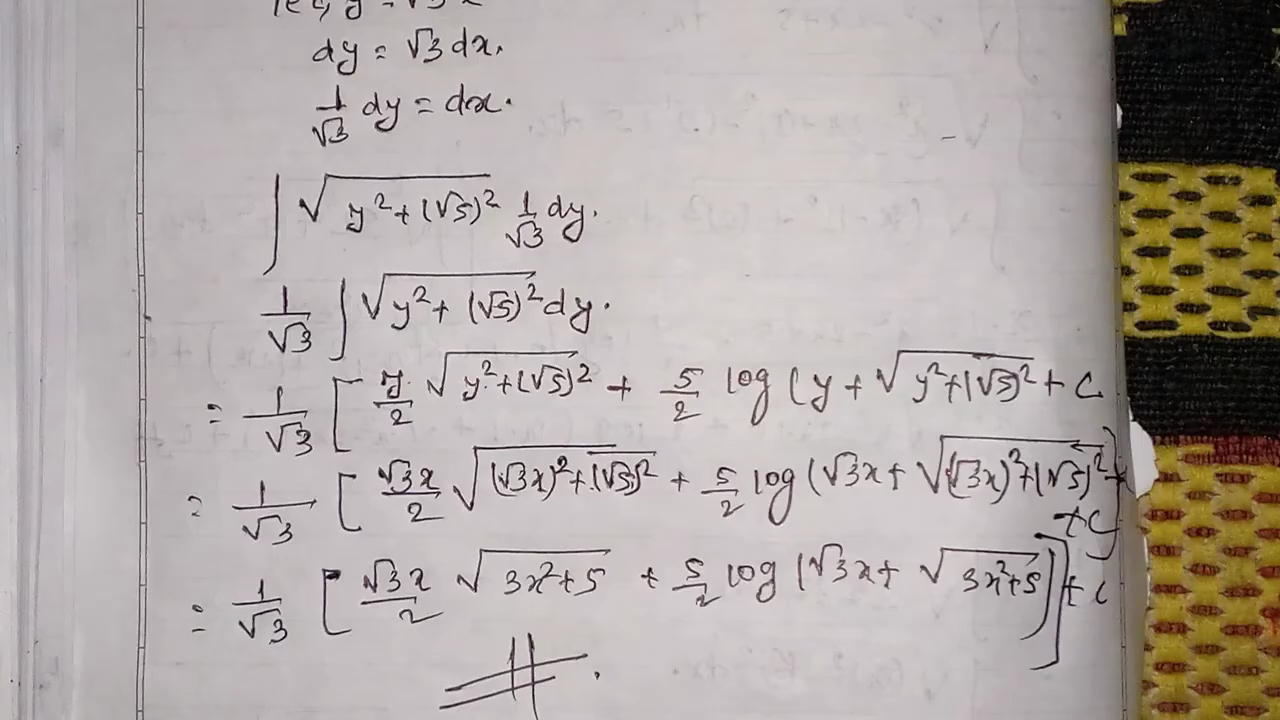 let, y = √3 x
dy = √3 dx.
1/√3 dy = dx.
∫ √(y² + (√5)²) 1/√3 dy.
1/√3 ∫ √(y² + (√5)²) dy.
= 1/√3 [ y/2 √(y² + (√5)²) + 5/2 log (y + √(y² + (√5)²) + C
= 1/√3 [ √3x/2 √((√3x)² + (√5)²) + 5/2 log (√3x + √((√3x)² + (√5)²) }
+ C
= 1/√3 [ √3x/2 √(3x² + 5) + 5/2 log (√3x + √(3x² + 5)) ] + C